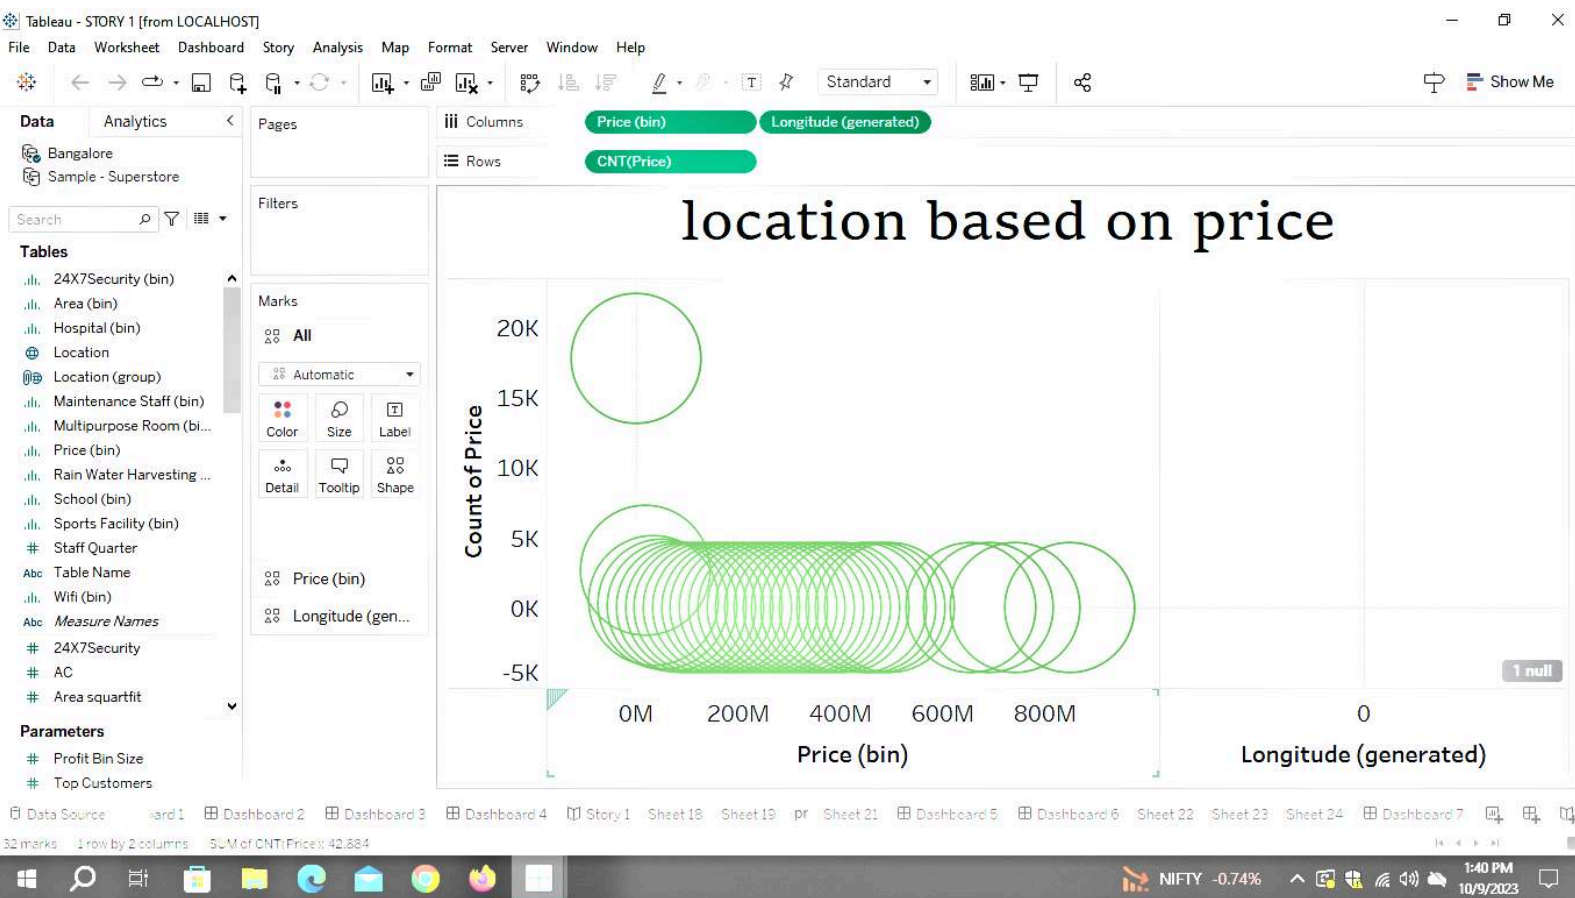 Tableau - STORY 1 [from LOCALHOST]
File Data Worksheet Dashboard Story Analysis Map Format Server Window Help
Standard
Show Me
Data Analytics
Bangalore
Sample - Superstore
Search
Tables
24X7Security (bin)
Area (bin)
Hospital (bin)
Location
Location (group)
Maintenance Staff (bin)
Multipurpose Room (bi...
Price (bin)
Rain Water Harvesting ...
School (bin)
Sports Facility (bin)
Staff Quarter
Abc Table Name
Wifi (bin)
Abc Measure Names
24X7Security
AC
Area squartfit
Parameters
Profit Bin Size
Top Customers
Pages
Filters
Marks
All
Automatic
Color Size Label
Detail Tooltip Shape
Price (bin)
Longitude (gen...
Columns Price (bin) Longitude (generated)
Rows CNT(Price)
location based on price
Count of Price
20K
15K
10K
5K
0K
-5K
1 null
0M 200M 400M 600M 800M 0
Price (bin) Longitude (generated)
Data Source ard 1 Dashboard 2 Dashboard 3 Dashboard 4 Story 1 Sheet 18 Sheet 19 pr Sheet 21 Dashboard 5 Dashboard 6 Sheet 22 Sheet 23 Sheet 24 Dashboard 7
32 marks 1 row by 2 columns SUM of CNT(Price): 42,884
NIFTY -0.74%
1:40 PM
10/9/2023